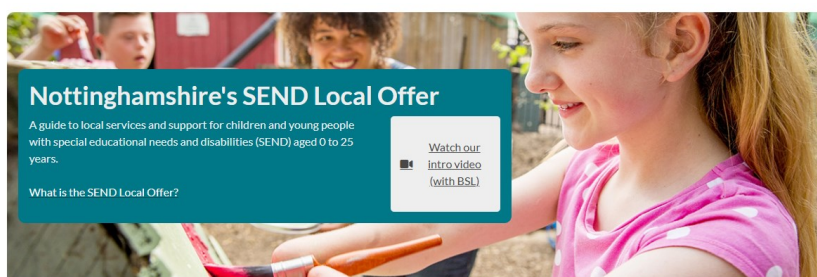 Nottinghamshire's SEND Local Offer
A guide to local services and support for children and young people
with special educational needs and disabilities (SEND) aged 0 to 25
years.
What is the SEND Local Offer?
Watch our
intro video
(with BSL)